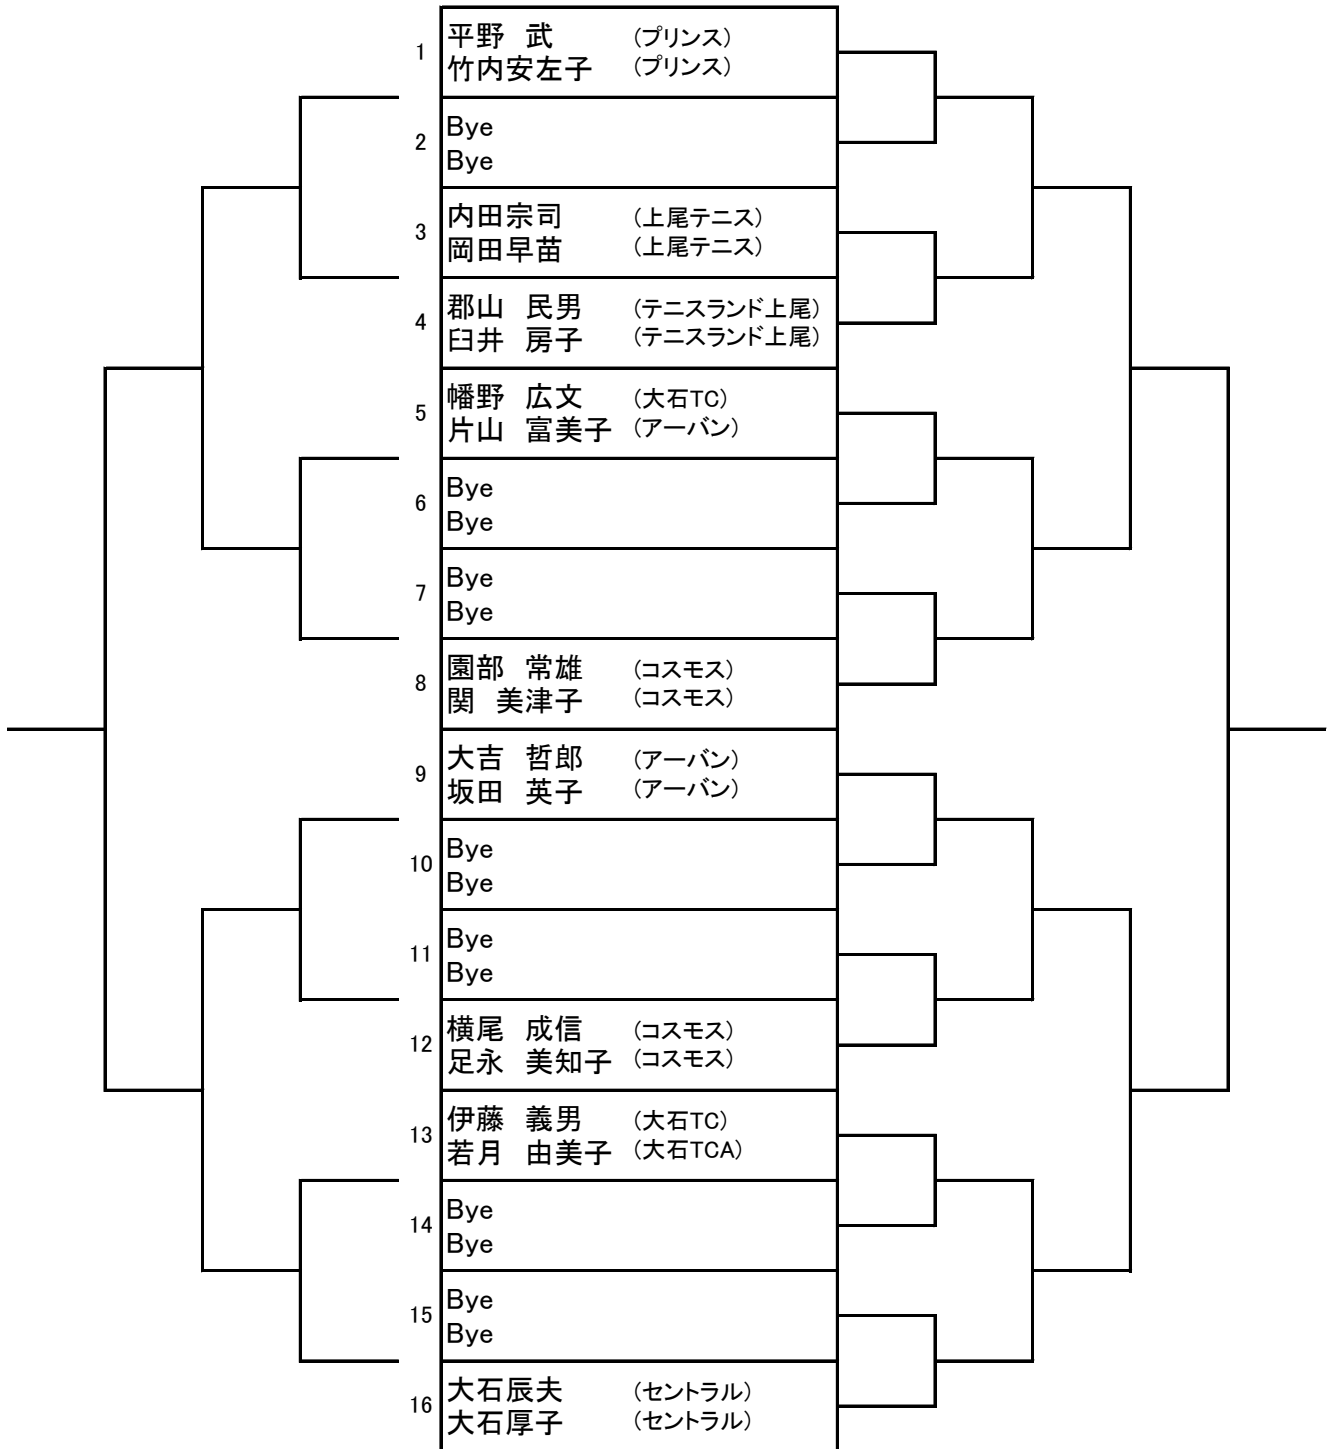 1 平野 武 (プリンス)
竹内安左子 (プリンス)
2 Bye
Bye
3 内田宗司 (上尾テニス)
岡田早苗 (上尾テニス)
4 郡山 民男 (テニスランド上尾)
臼井 房子 (テニスランド上尾)
5 幡野 広文 (大石TC)
片山 富美子 (アーバン)
6 Bye
Bye
7 Bye
Bye
8 園部 常雄 (コスモス)
関 美津子 (コスモス)
9 大吉 哲郎 (アーバン)
坂田 英子 (アーバン)
10 Bye
Bye
11 Bye
Bye
12 横尾 成信 (コスモス)
足永 美知子 (コスモス)
13 伊藤 義男 (大石TC)
若月 由美子 (大石TCA)
14 Bye
Bye
15 Bye
Bye
16 大石辰夫 (セントラル)
大石厚子 (セントラル)